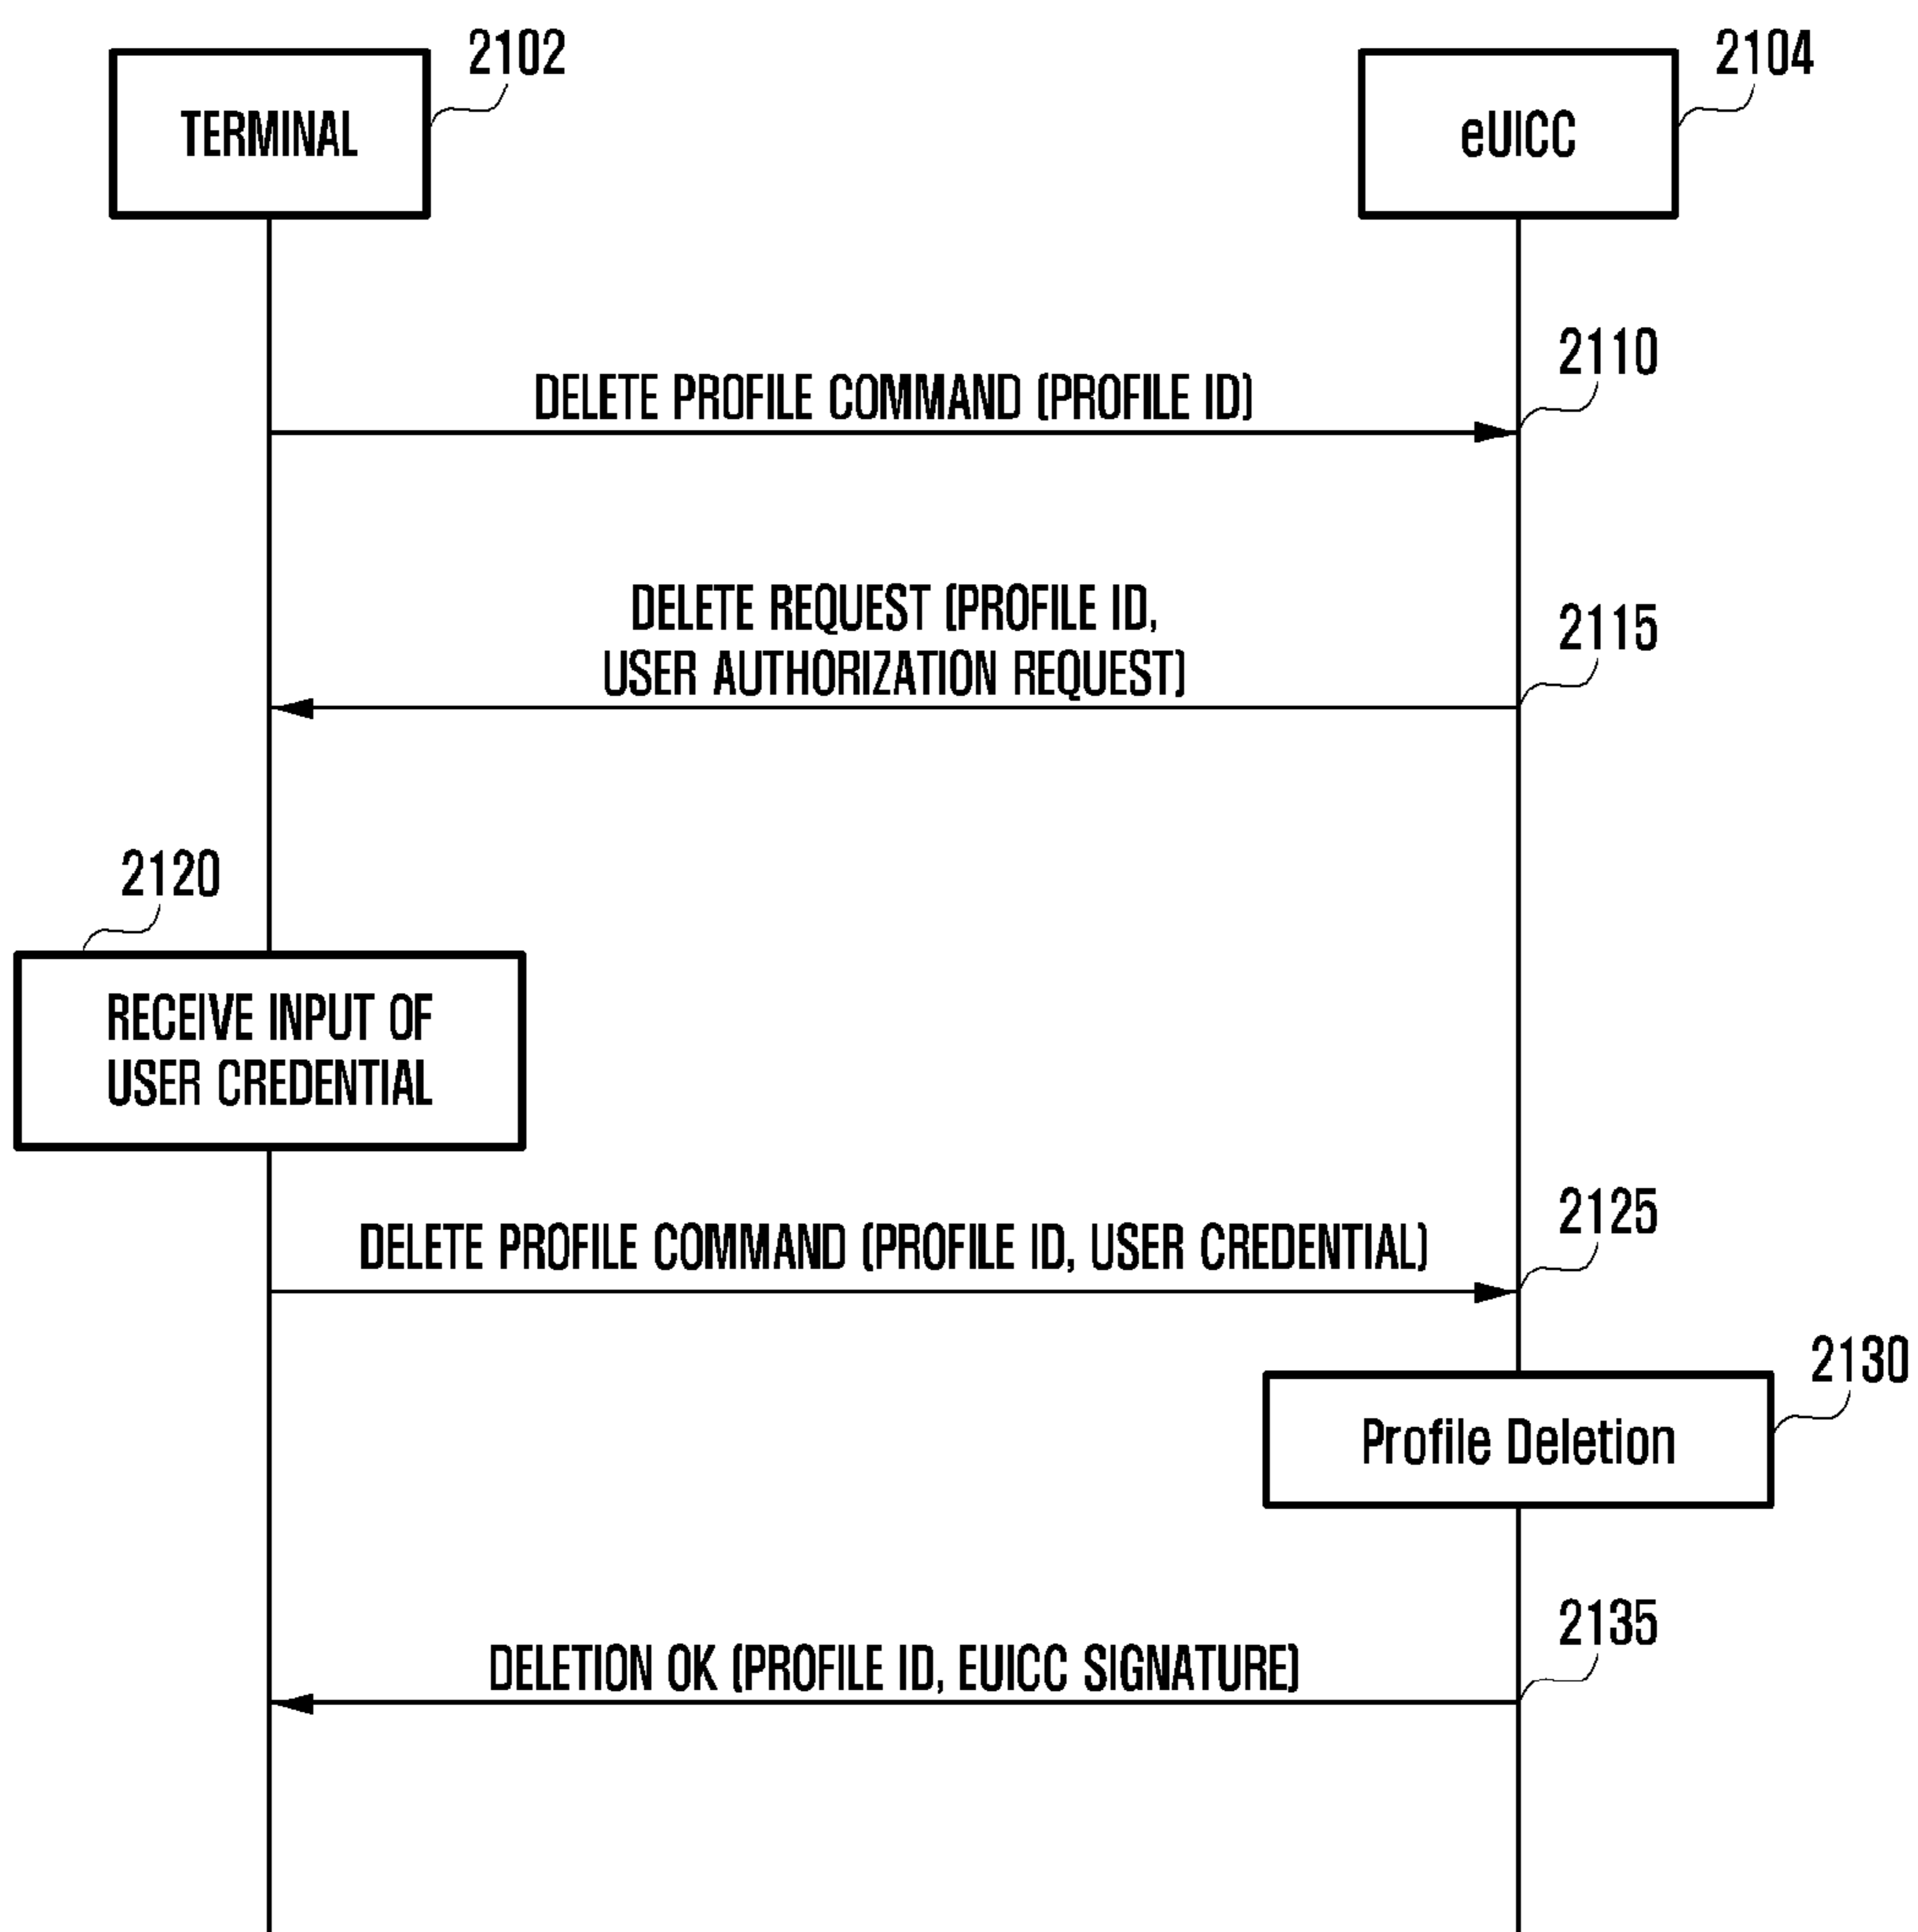 2102
2104
TERMINAL
eUICC
2110
DELETE PROFILE COMMAND (PROFILE ID)
DELETE REQUEST (PROFILE ID,
USER AUTHORIZATION REQUEST)
2115
2120
RECEIVE INPUT OF
USER CREDENTIAL
2125
DELETE PROFILE COMMAND (PROFILE ID, USER CREDENTIAL)
2130
Profile Deletion
2135
DELETION OK (PROFILE ID, EUICC SIGNATURE)